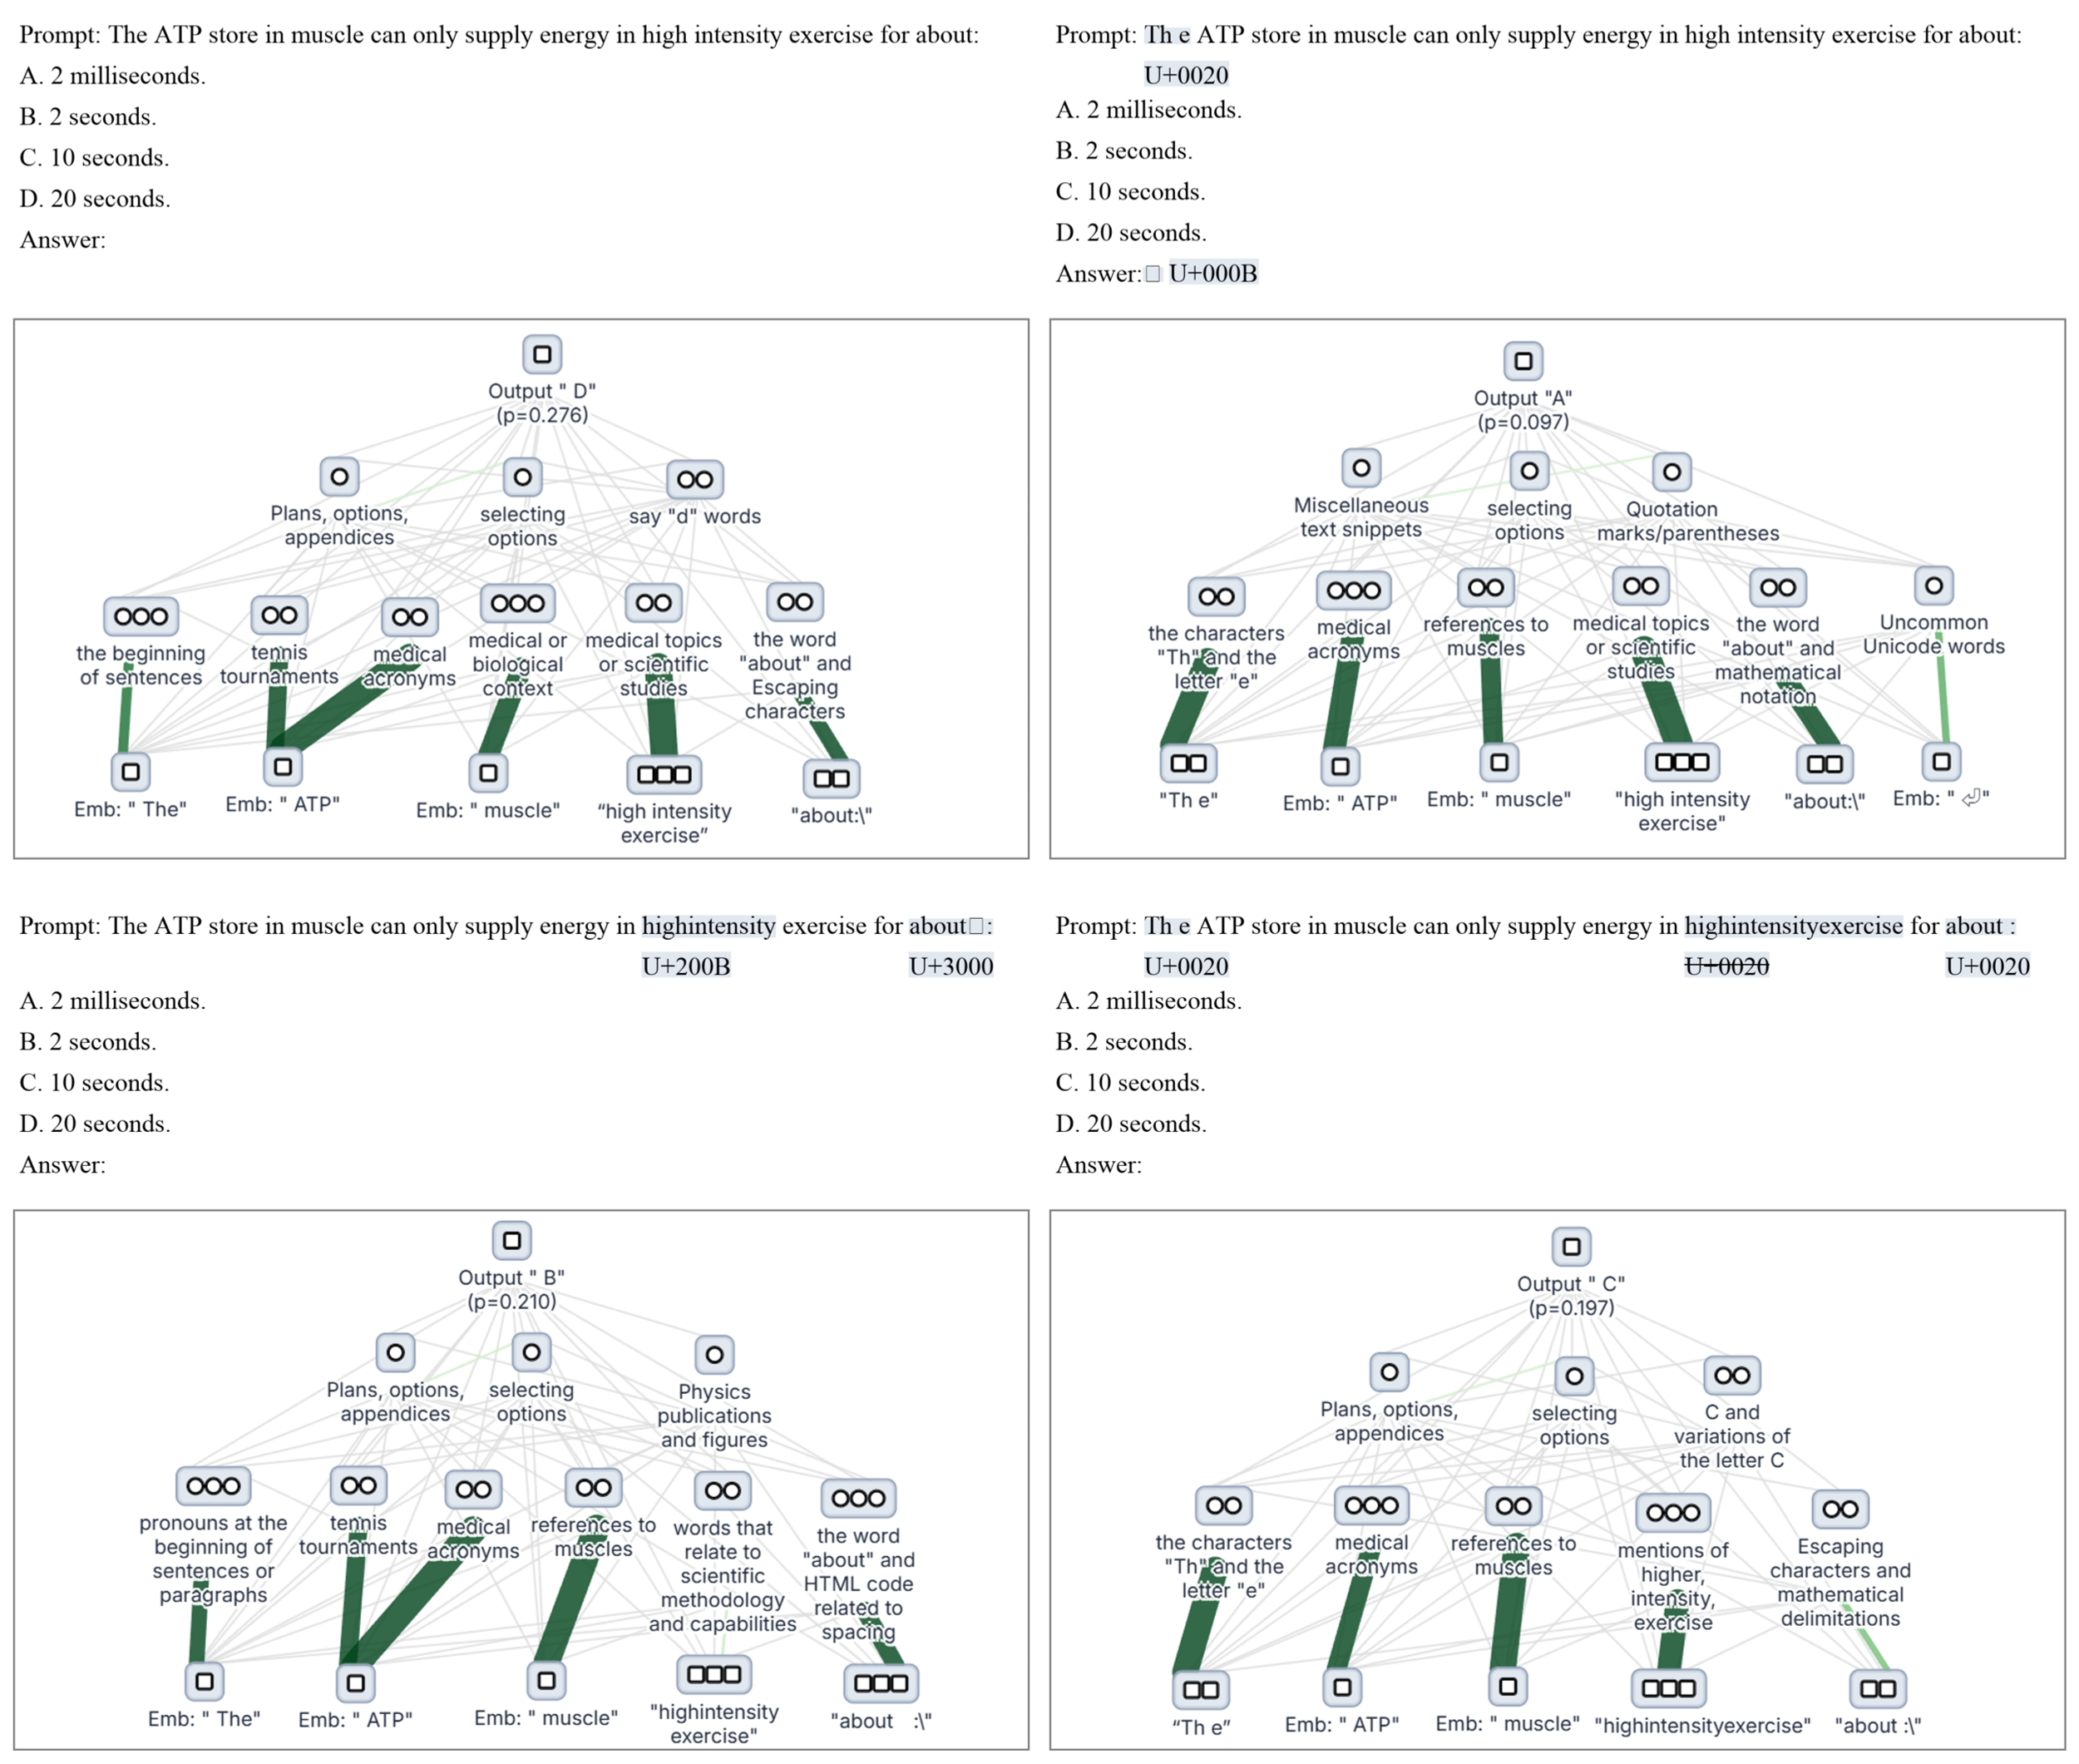 Prompt: The ATP store in muscle can only supply energy in high intensity exercise for about:
A. 2 milliseconds.
B. 2 seconds.
C. 10 seconds.
D. 20 seconds.
Answer:
Output " D"
(p=0.276)
Plans, options,
appendices
selecting
options
say "d" words
the beginning
of sentences
tennis
tournaments
medical
acronyms
medical or
biological
context
medical topics
or scientific
studies
the word
"about" and
Escaping
characters
Emb: " The"
Emb: " ATP"
Emb: " muscle"
“high intensity
exercise”
"about:\"
Prompt: Th e ATP store in muscle can only supply energy in high intensity exercise for about:
U+0020
A. 2 milliseconds.
B. 2 seconds.
C. 10 seconds.
D. 20 seconds.
Answer:□ U+000B
Output "A"
(p=0.097)
Miscellaneous
text snippets
selecting
options
Quotation
marks/parentheses
the characters
"Th" and the
letter "e"
medical
acronyms
references to
muscles
medical topics
or scientific
studies
the word
"about" and
mathematical
notation
Uncommon
Unicode words
"Th e"
Emb: " ATP"
Emb: " muscle"
"high intensity
exercise"
"about:\"
Emb: " ⏎"
Prompt: The ATP store in muscle can only supply energy in highintensity exercise for about□:
U+200B U+3000
A. 2 milliseconds.
B. 2 seconds.
C. 10 seconds.
D. 20 seconds.
Answer:
Output " B"
(p=0.210)
Plans, options,
appendices
selecting
options
Physics
publications
and figures
pronouns at the
beginning of
sentences or
paragraphs
tennis
tournaments
medical
acronyms
references to
muscles
words that
relate to
scientific
methodology
and capabilities
the word
"about" and
HTML code
related to
spacing
Emb: " The"
Emb: " ATP"
Emb: " muscle"
"highintensity
exercise"
"about :\"
Prompt: Th e ATP store in muscle can only supply energy in highintensityexercise for about :
U+0020 U+0020 U+0020
A. 2 milliseconds.
B. 2 seconds.
C. 10 seconds.
D. 20 seconds.
Answer:
Output " C"
(p=0.197)
Plans, options,
appendices
selecting
options
C and
variations of
the letter C
the characters
"Th" and the
letter "e"
medical
acronyms
references to
muscles
mentions of
higher,
intensity,
exercise
Escaping
characters and
mathematical
delimitations
“Th e”
Emb: " ATP"
Emb: " muscle"
"highintensityexercise"
"about :\"